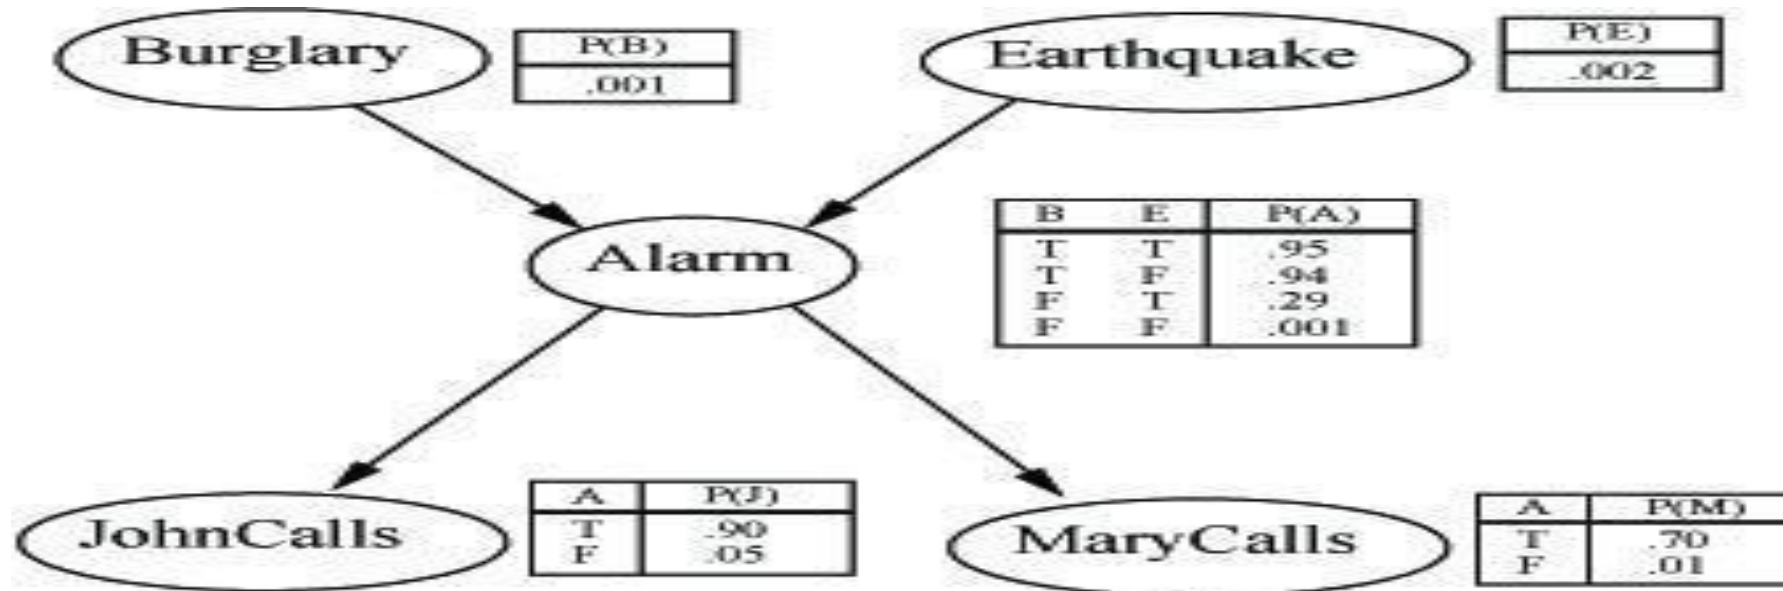 Burglary
P(B)
.001
Earthquake
P(E)
.002
Alarm
B E P(A)
T T .95
T F .94
F T .29
F F .001
JohnCalls
A P(J)
T .90
F .05
MaryCalls
A P(M)
T .70
F .01